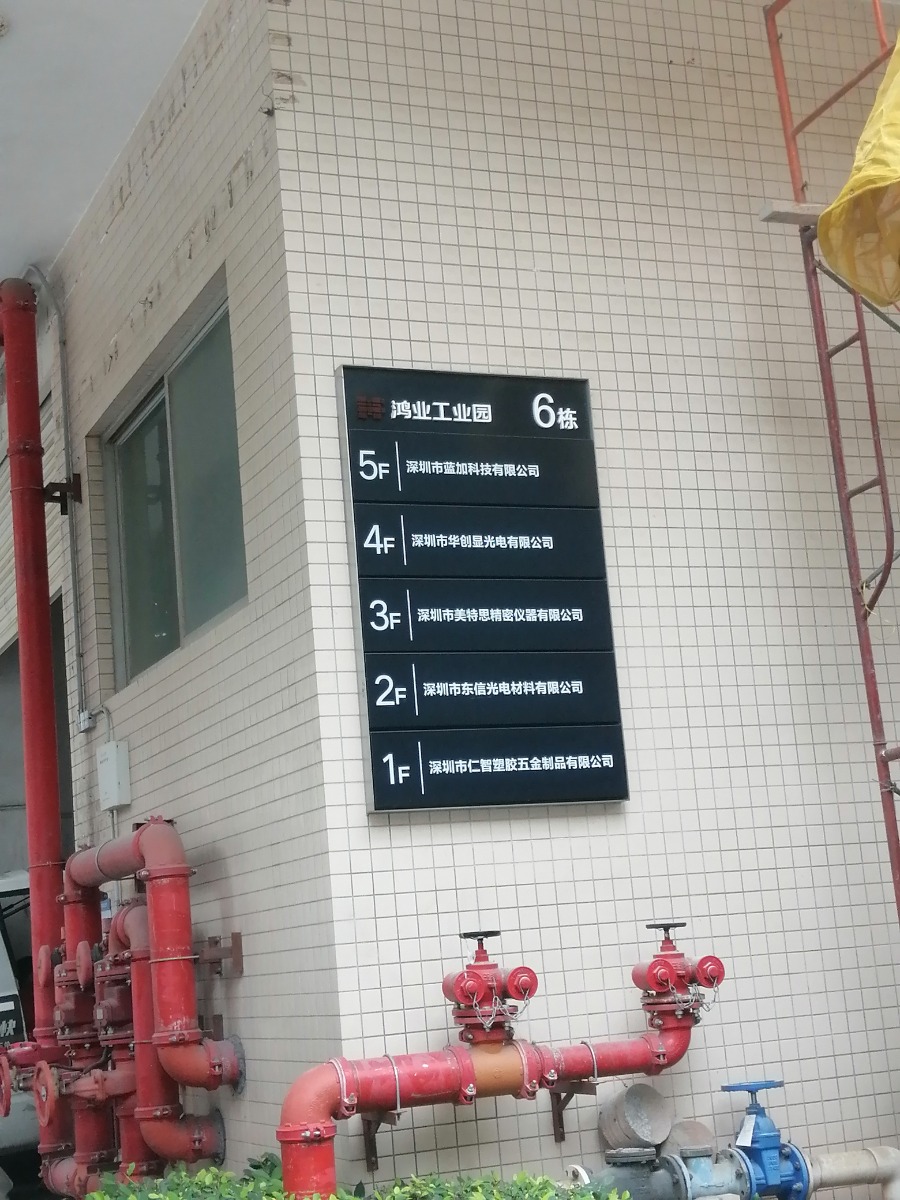 鸿业工业园 6栋
5F 深圳市蓝加科技有限公司
4F 深圳市华创显光电有限公司
3F 深圳市美特思精密仪器有限公司
2F 深圳市东信光电材料有限公司
1F 深圳市仁智塑胶五金制品有限公司